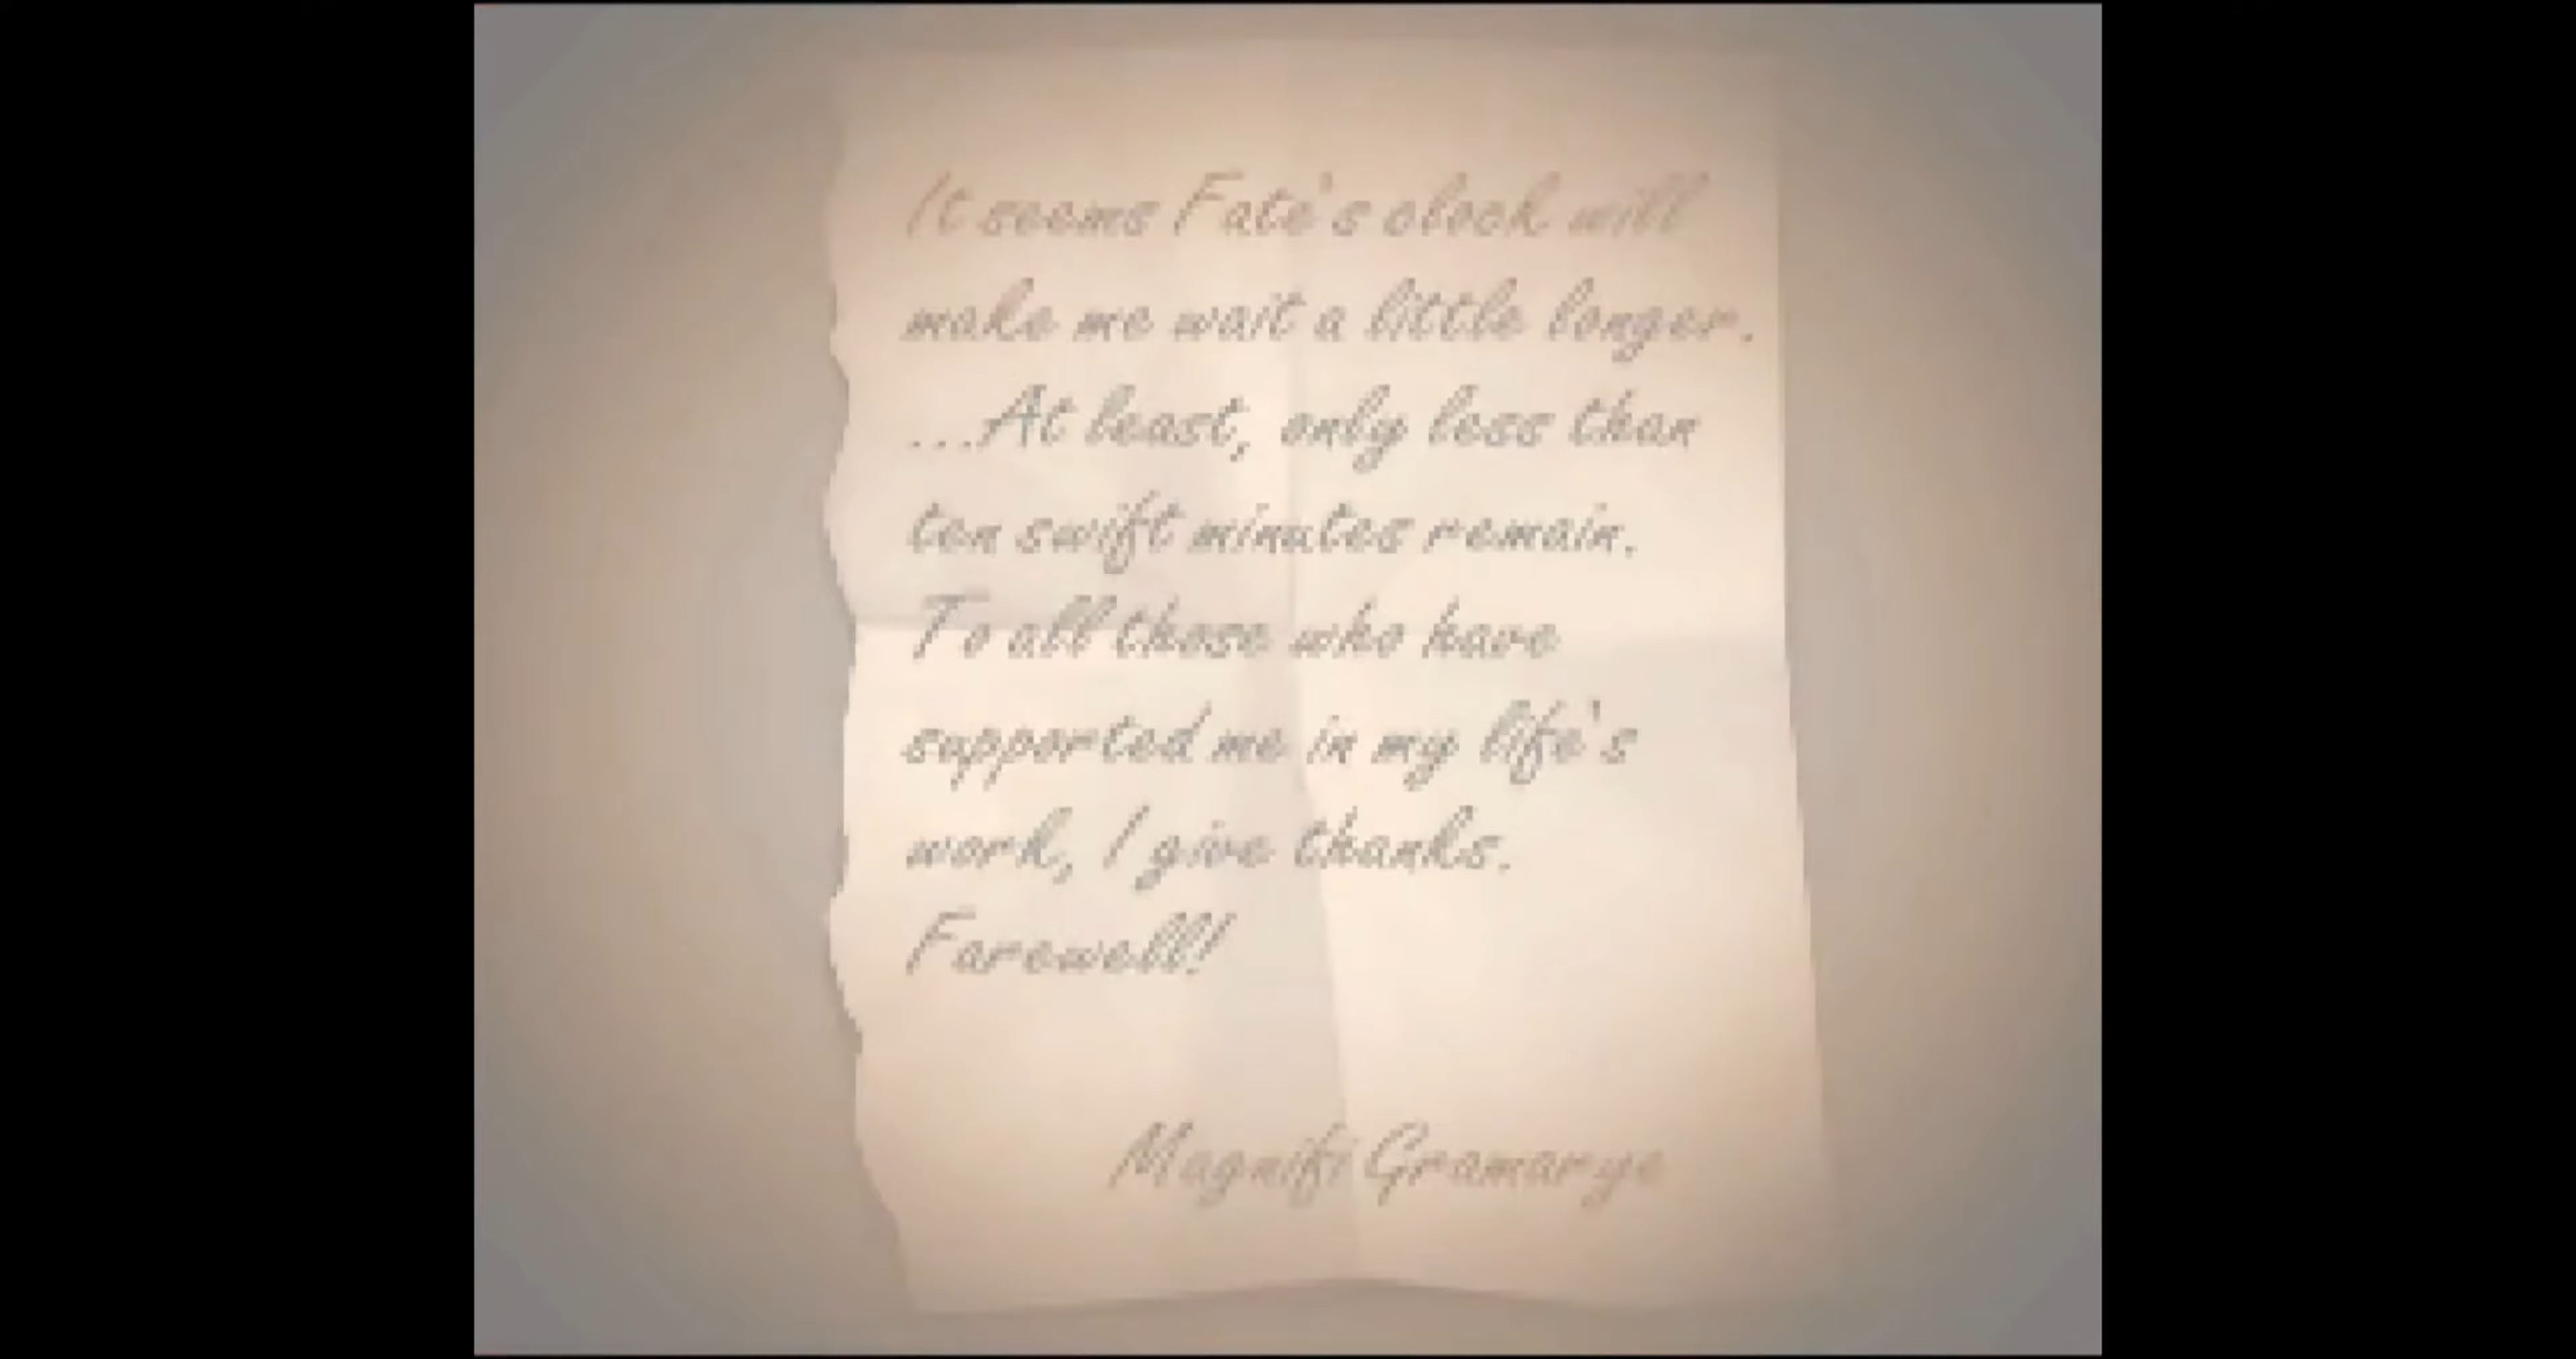 It seems Fate's clock will
make me wait a little longer.
...At least, only less than
ten swift minutes remain.
To all those who have
supported me in my life's
work, I give thanks.
Farewell!
Magnifi Gramarye